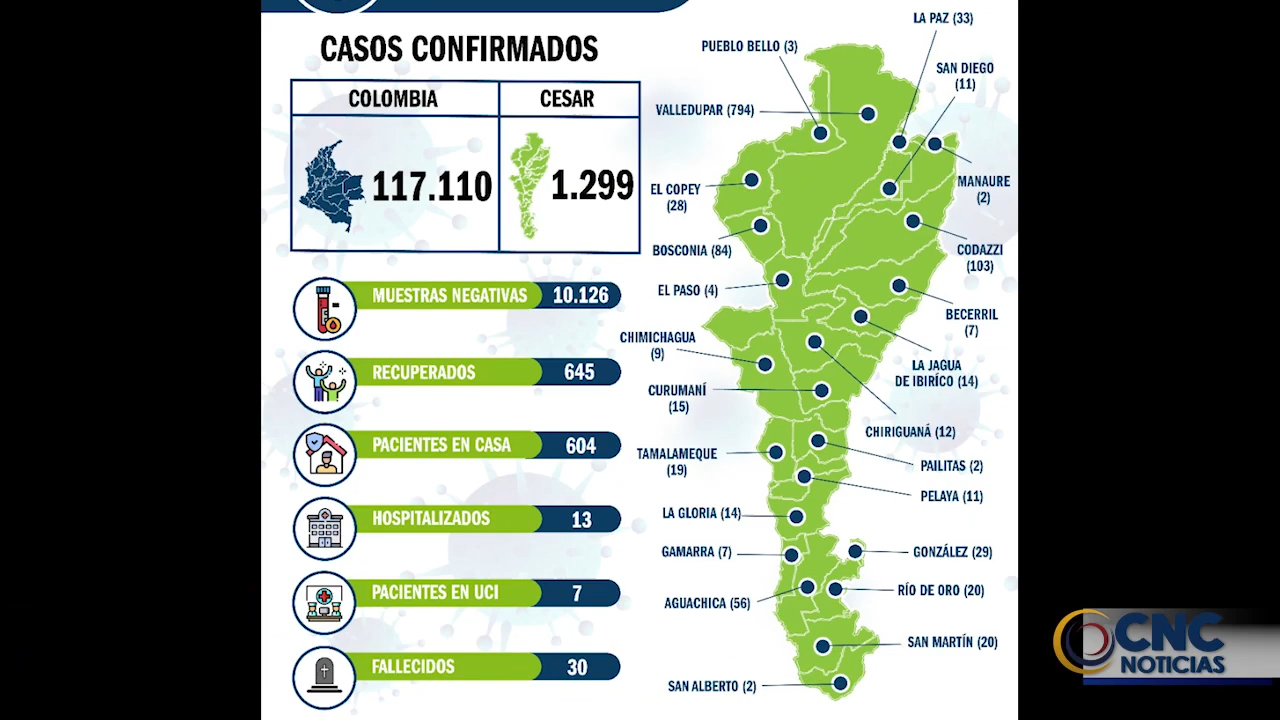 CASOS CONFIRMADOS
COLOMBIA
CESAR
117.110
1.299
MUESTRAS NEGATIVAS 10.126
RECUPERADOS 645
PACIENTES EN CASA 604
HOSPITALIZADOS 13
PACIENTES EN UCI 7
FALLECIDOS 30
LA PAZ (33)
PUEBLO BELLO (3)
SAN DIEGO
(11)
VALLEDUPAR (794)
MANAURE
(2)
EL COPEY
(28)
BOSCONIA (84)
CODAZZI
(103)
EL PASO (4)
BECERRIL
(7)
CHIMICHAGUA
(9)
LA JAGUA
DE IBIRÍCO (14)
CURUMANÍ
(15)
CHIRIGUANÁ (12)
TAMALAMEQUE
(19)
PAILITAS (2)
PELAYA (11)
LA GLORIA (14)
GAMARRA (7)
GONZÁLEZ (29)
AGUACHICA (56)
RÍO DE ORO (20)
SAN MARTÍN (20)
SAN ALBERTO (2)
CNC
NOTICIAS